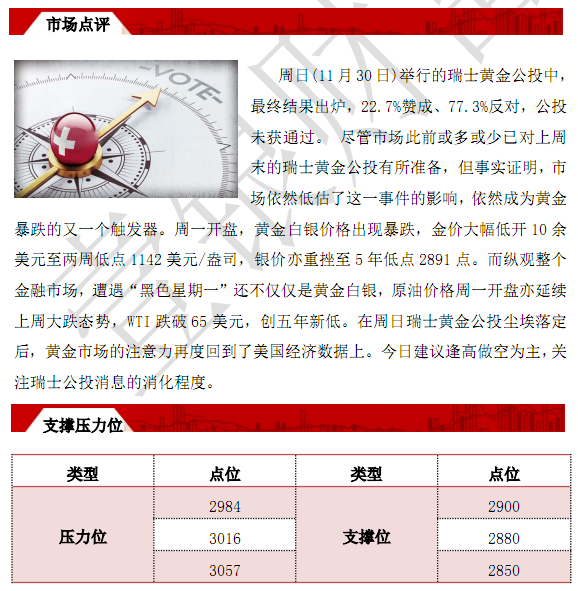 市场点评
VOTE
周日(11月30日)举行的瑞士黄金公投中，
最终结果出炉，22.7%赞成、77.3%反对，公投
未获通过。 尽管市场此前或多或少已对上周
末的瑞士黄金公投有所准备，但事实证明，市
场依然低估了这一事件的影响，依然成为黄金
暴跌的又一个触发器。周一开盘，黄金白银价格出现暴跌，金价大幅低开10余
美元至两周低点1142美元/盎司，银价亦重挫至5年低点2891点。而纵观整个
金融市场，遭遇“黑色星期一”还不仅仅是黄金白银，原油价格周一开盘亦延续
上周大跌态势，WTI跌破65美元，创五年新低。在周日瑞士黄金公投尘埃落定
后，黄金市场的注意力再度回到了美国经济数据上。今日建议逢高做空为主，关
注瑞士公投消息的消化程度。
支撑压力位
类型 点位 类型 点位
2984 2900
压力位 3016 支撑位 2880
3057 2850